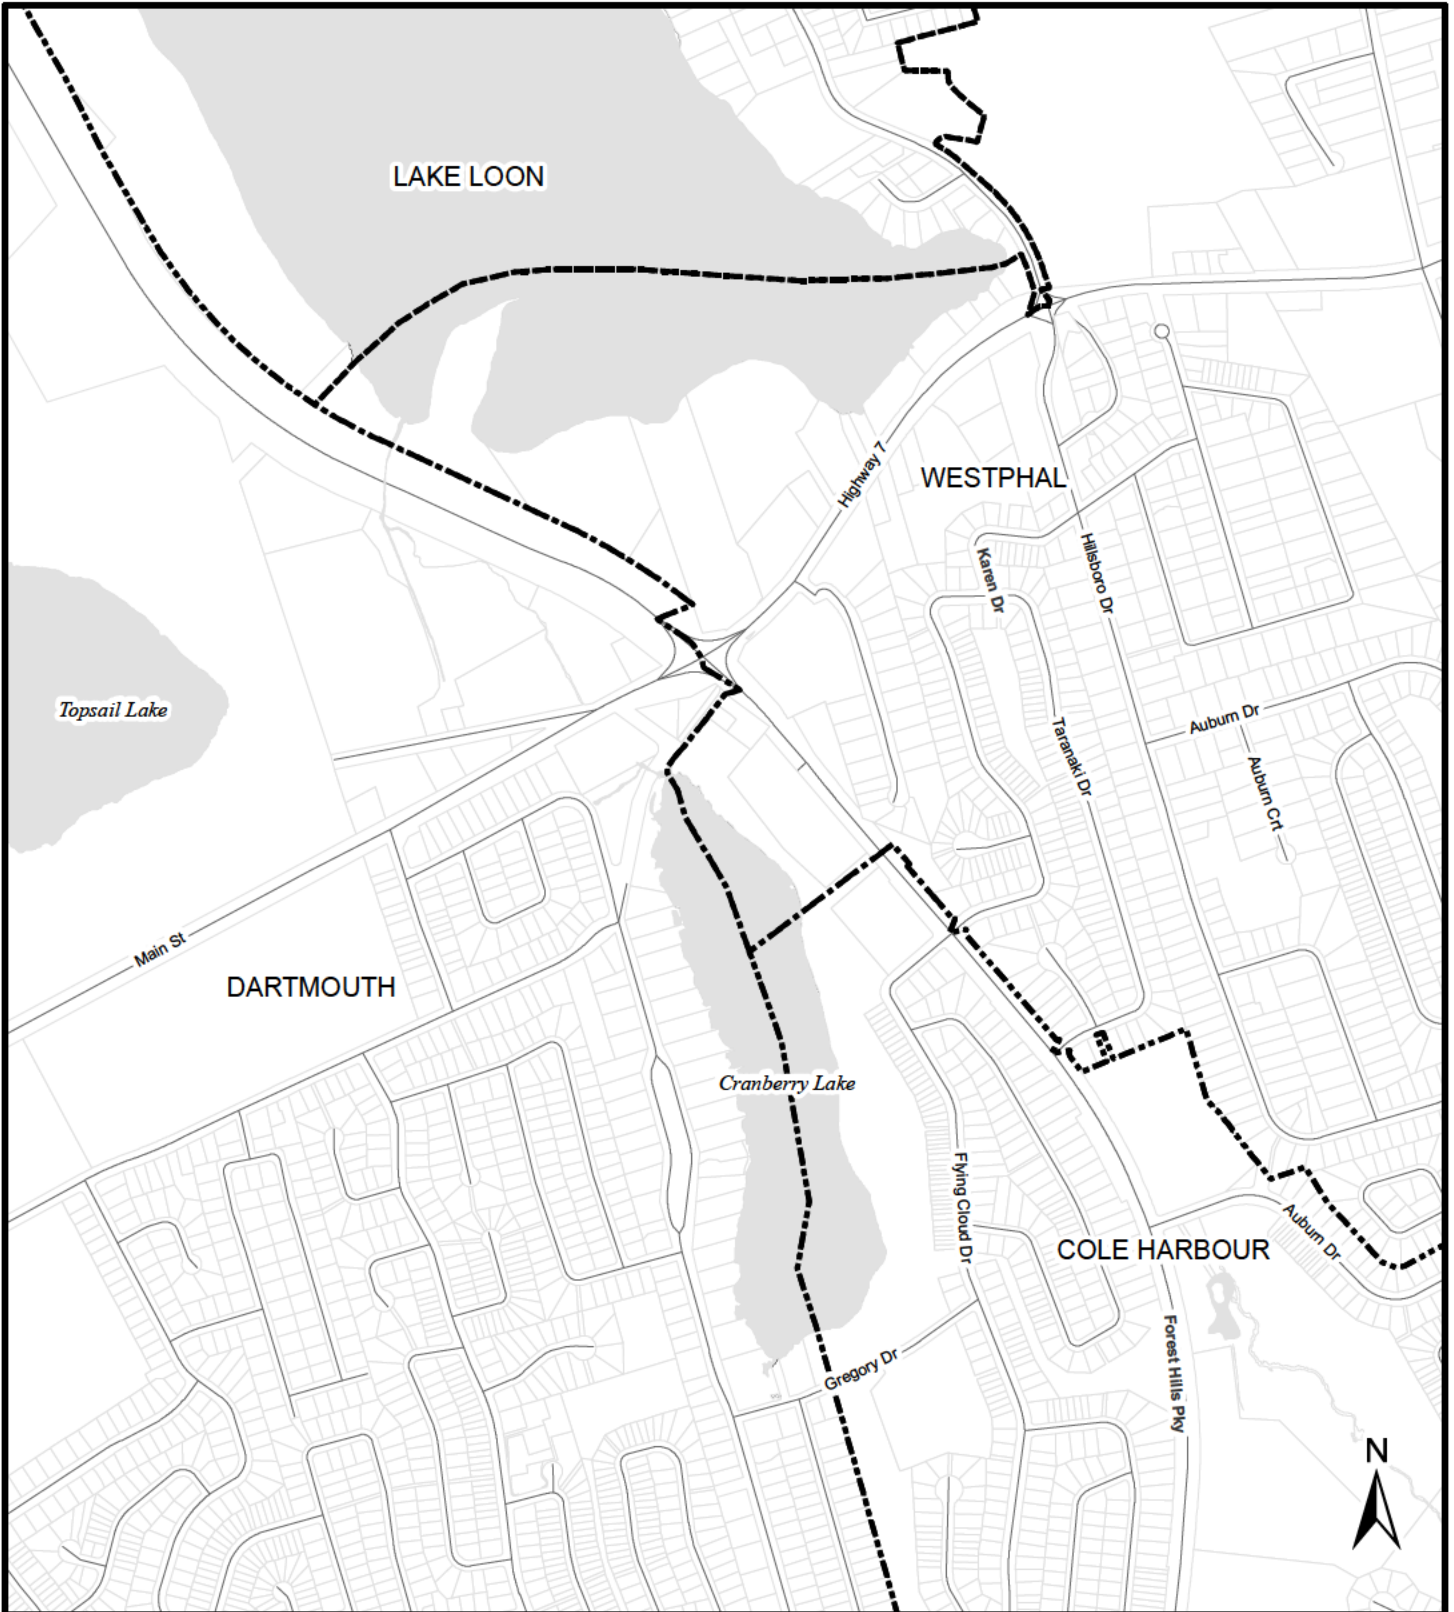 LAKE LOON
Highway 7
WESTPHAL
Karen Dr
Hillsboro Dr
Topsail Lake
Auburn Dr
Taranaki Dr
Auburn Crt
Main St
DARTMOUTH
Cranberry Lake
Flying Cloud Dr
Auburn Dr
COLE HARBOUR
Forest Hills Pky
Gregory Dr
N